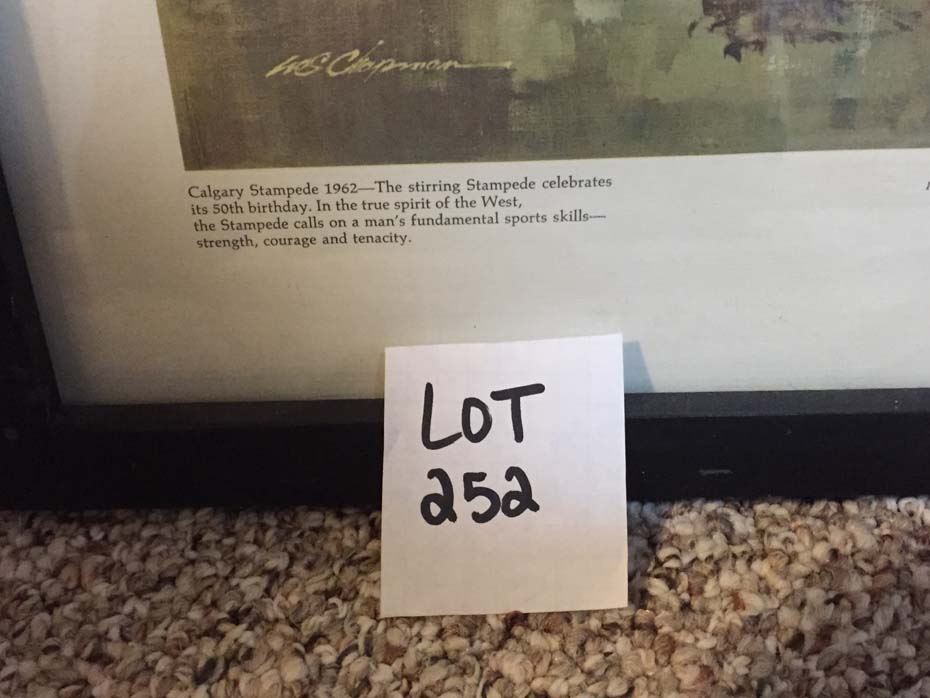 WS Chapman
Calgary Stampede 1962—The stirring Stampede celebrates
its 50th birthday. In the true spirit of the West,
the Stampede calls on a man's fundamental sports skills—
strength, courage and tenacity.
LOT
252